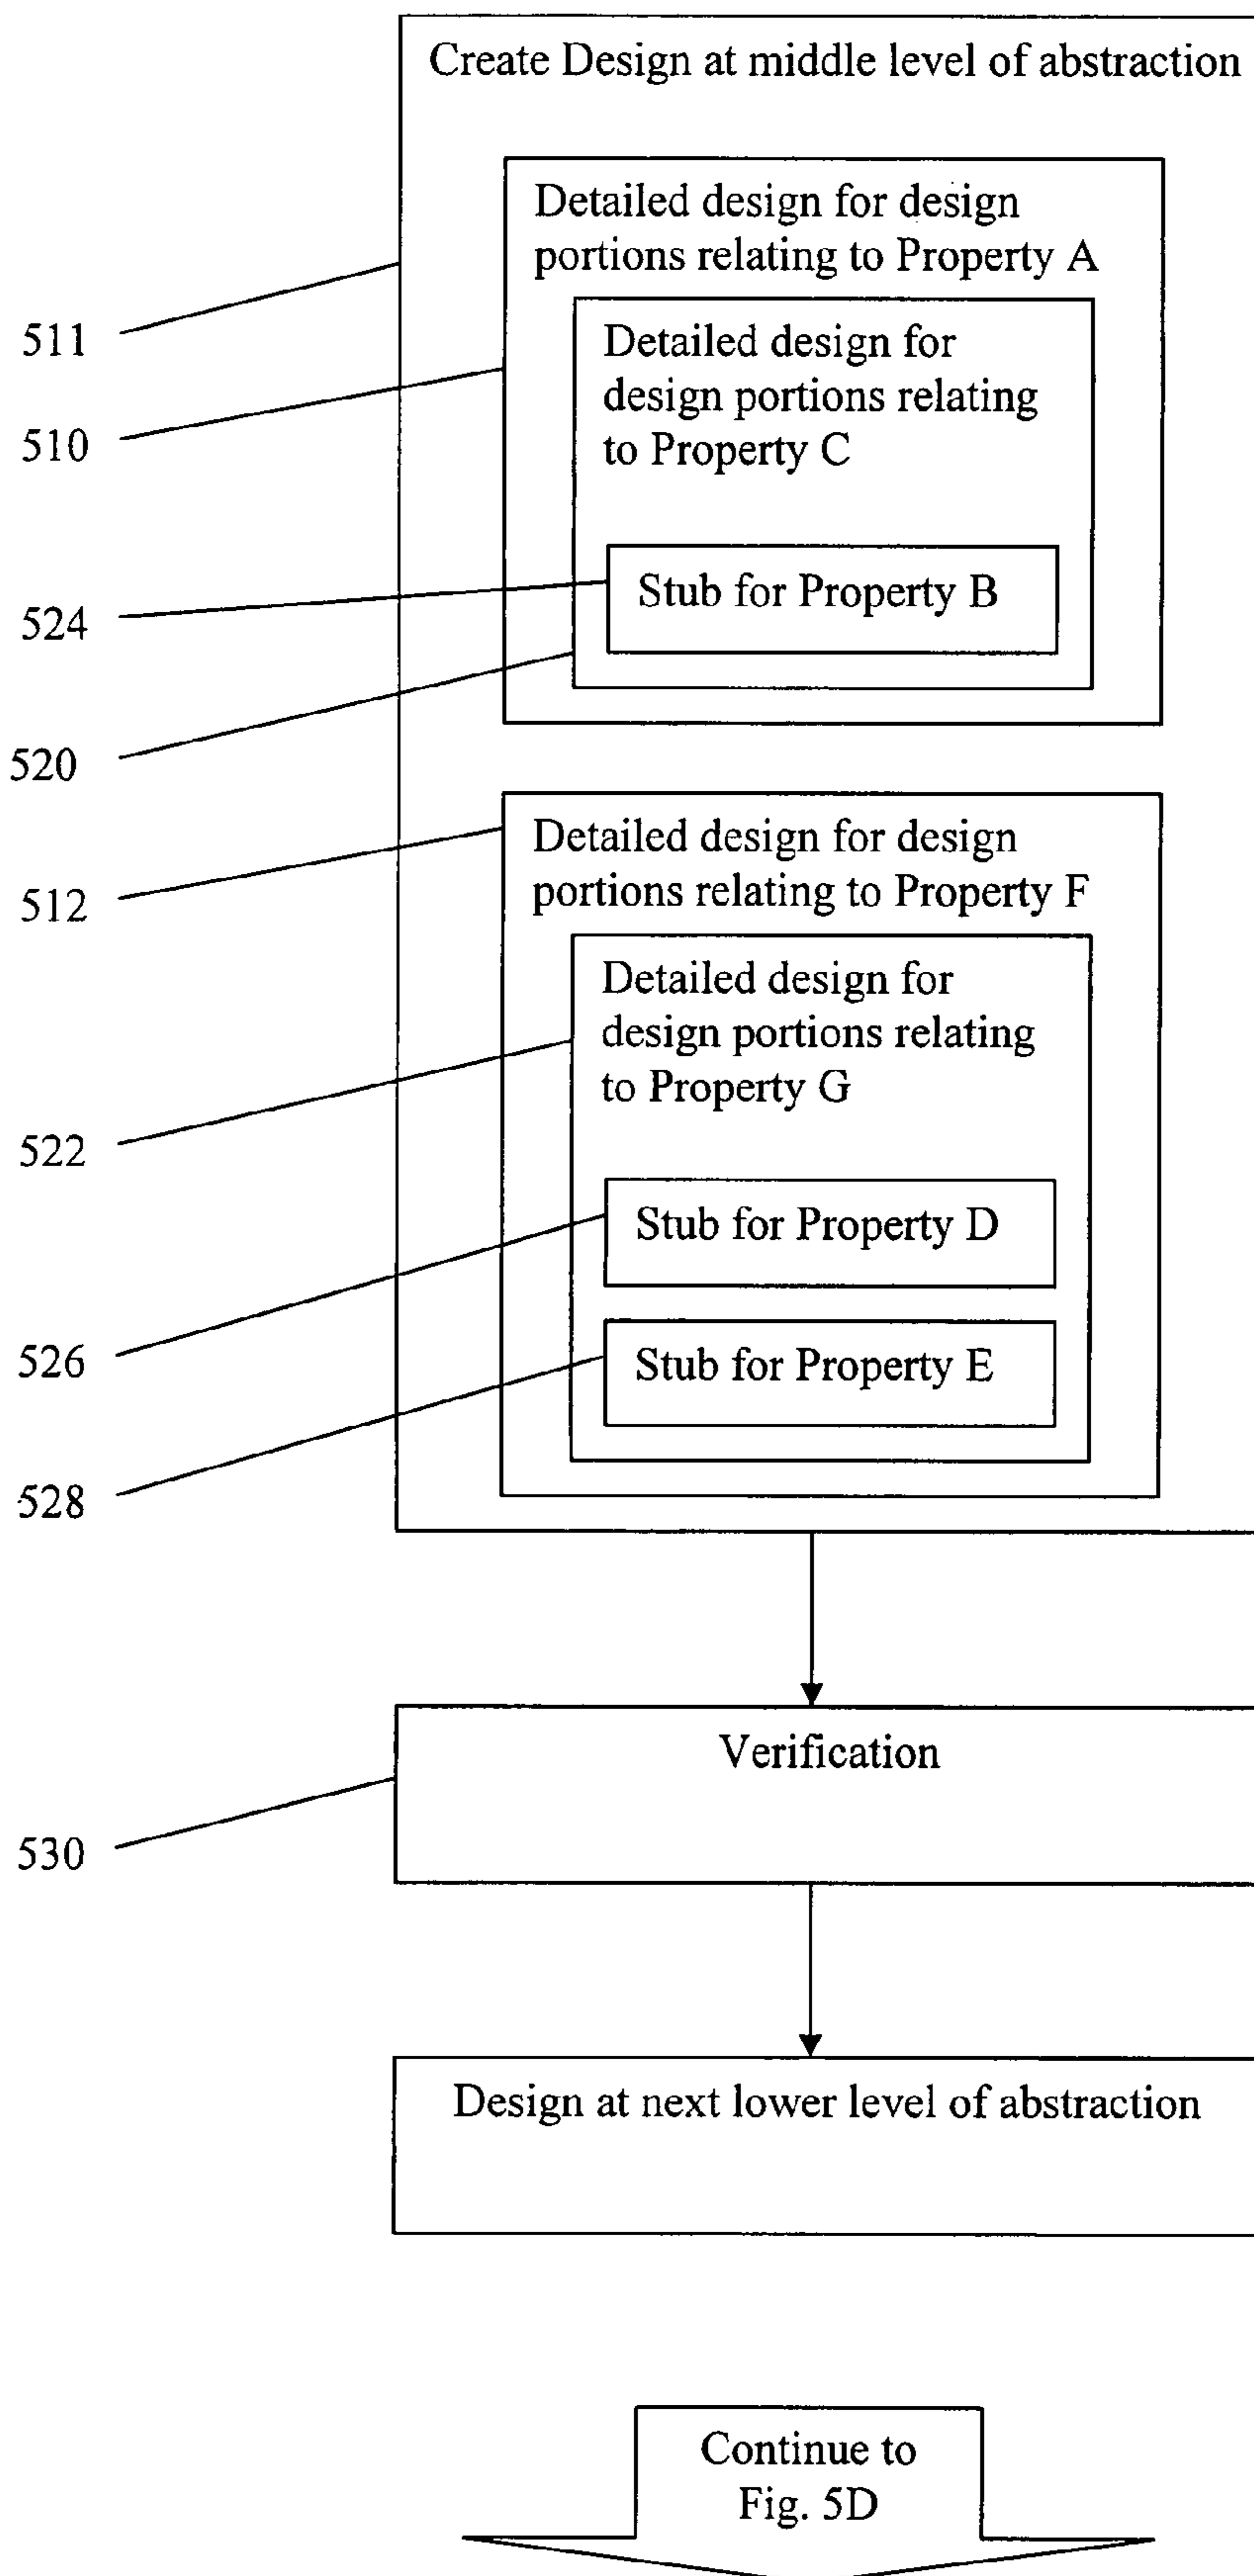 Create Design at middle level of abstraction
Detailed design for design
portions relating to Property A
511
Detailed design for
design portions relating
to Property C
510
Stub for Property B
524
520
Detailed design for design
portions relating to Property F
512
Detailed design for
design portions relating
to Property G
522
Stub for Property D
526
Stub for Property E
528
Verification
530
Design at next lower level of abstraction
Continue to
Fig. 5D